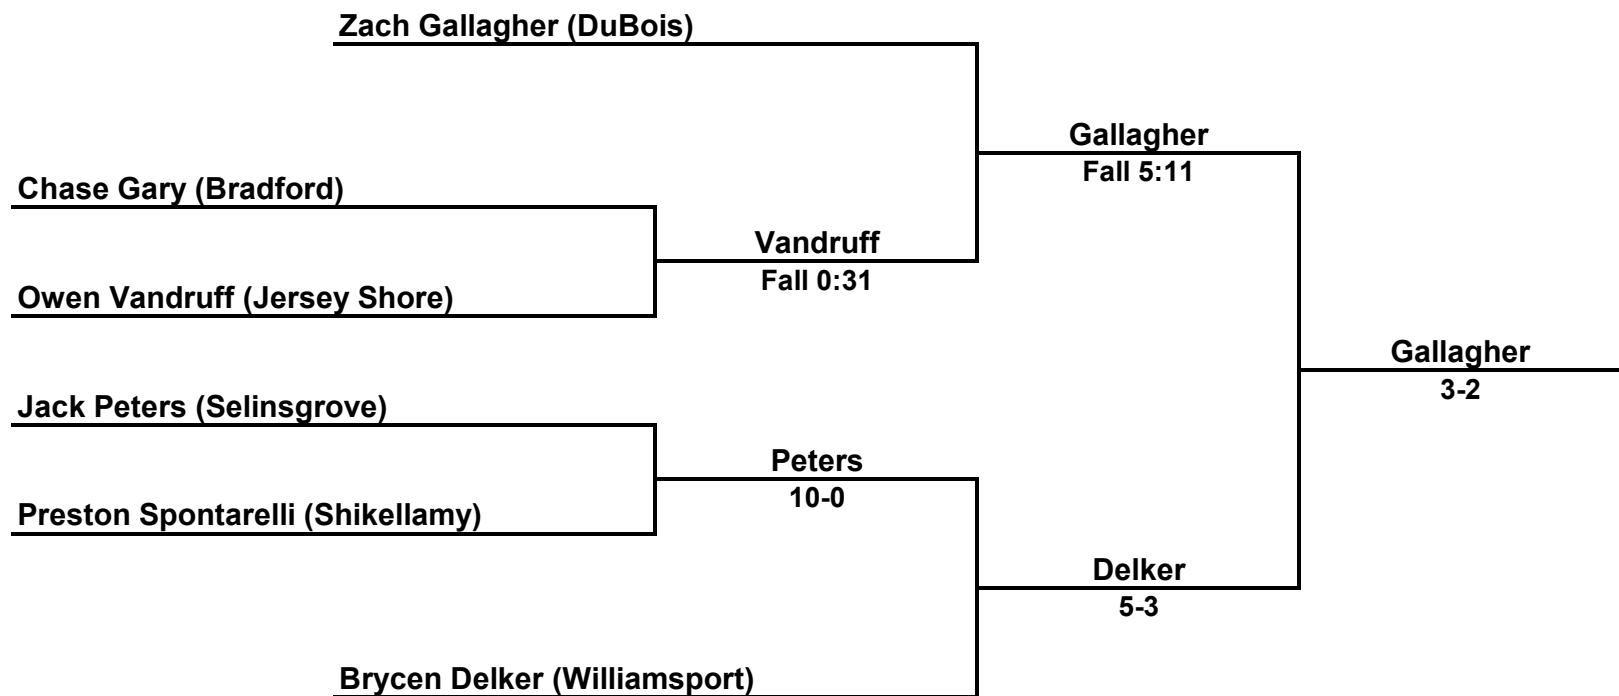 Zach Gallagher (DuBois)
Gallagher
Fall 5:11
Chase Gary (Bradford)
Vandruff
Fall 0:31
Owen Vandruff (Jersey Shore)
Gallagher
3-2
Jack Peters (Selinsgrove)
Peters
10-0
Preston Spontarelli (Shikellamy)
Delker
5-3
Brycen Delker (Williamsport)